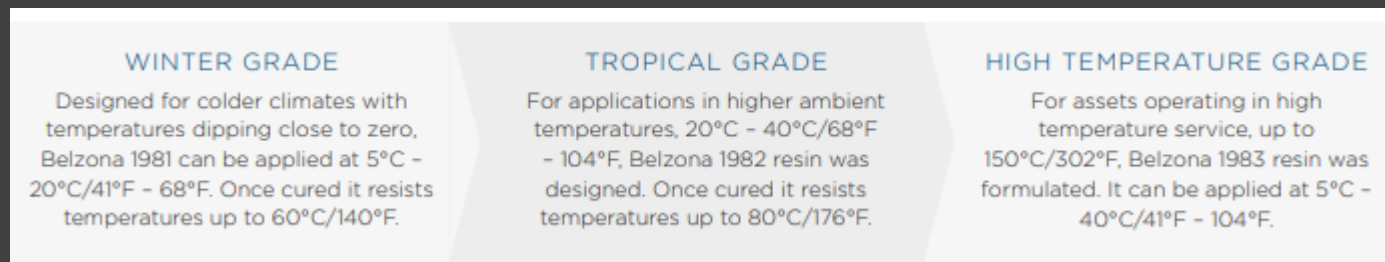 WINTER GRADE
Designed for colder climates with
temperatures dipping close to zero,
Belzona 1981 can be applied at 5°C –
20°C/41°F – 68°F. Once cured it resists
temperatures up to 60°C/140°F.
TROPICAL GRADE
For applications in higher ambient
temperatures, 20°C – 40°C/68°F
– 104°F, Belzona 1982 resin was
designed. Once cured it resists
temperatures up to 80°C/176°F.
HIGH TEMPERATURE GRADE
For assets operating in high
temperature service, up to
150°C/302°F, Belzona 1983 resin was
formulated. It can be applied at 5°C –
40°C/41°F – 104°F.